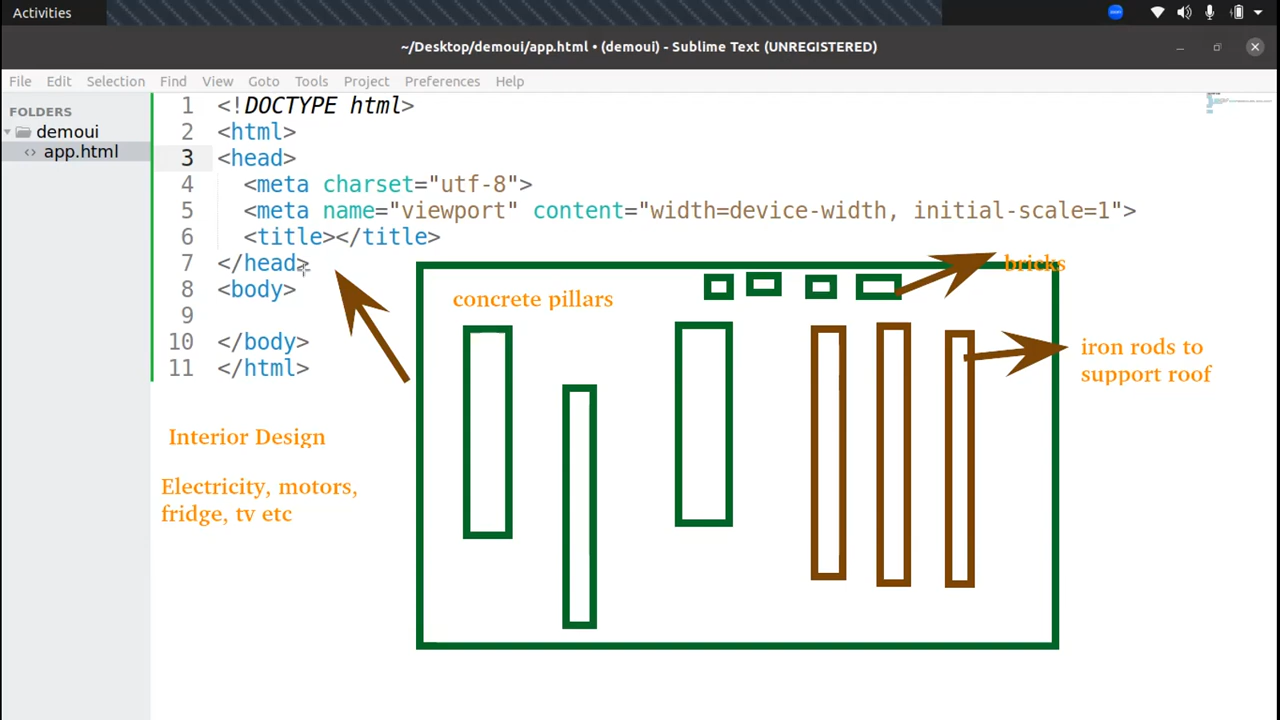 Activities
~/Desktop/demoui/app.html • (demoui) - Sublime Text (UNREGISTERED)
File Edit Selection Find View Goto Tools Project Preferences Help
FOLDERS
demoui
<> app.html
1 <!DOCTYPE html>
2 <html>
3 <head>
4 <meta charset="utf-8">
5 <meta name="viewport" content="width=device-width, initial-scale=1">
6 <title></title>
7 </head>
8 <body>
9
10 </body>
11 </html>
bricks
concrete pillars
iron rods to
support roof
Interior Design
Electricity, motors,
fridge, tv etc